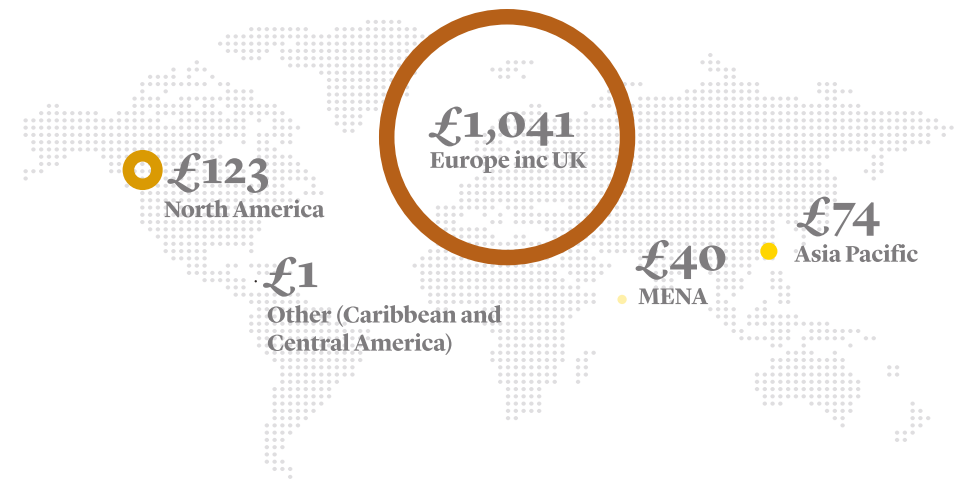 £1,041
Europe inc UK
£123
North America
£74
Asia Pacific
£40
MENA
£1
Other (Caribbean and
Central America)